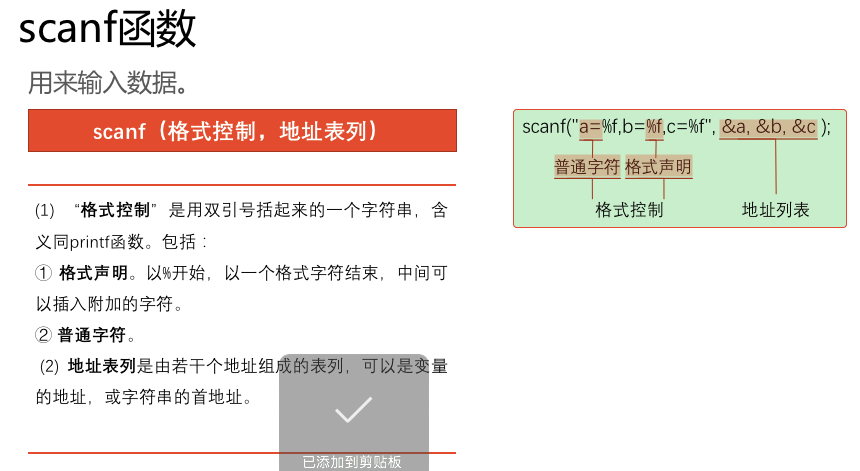 scanf函数
用来输入数据。
scanf（格式控制，地址表列）
(1) “格式控制”是用双引号括起来的一个字符串，含
义同printf函数。包括：
① 格式声明。以%开始，以一个格式字符结束，中间可
以插入附加的字符。
② 普通字符。
(2) 地址表列是由若干个地址组成的表列，可以是变量
的地址，或字符串的首地址。
已添加到剪贴板
scanf("a=%f,b=%f,c=%f", &a, &b, &c );
普通字符 格式声明
格式控制 地址列表